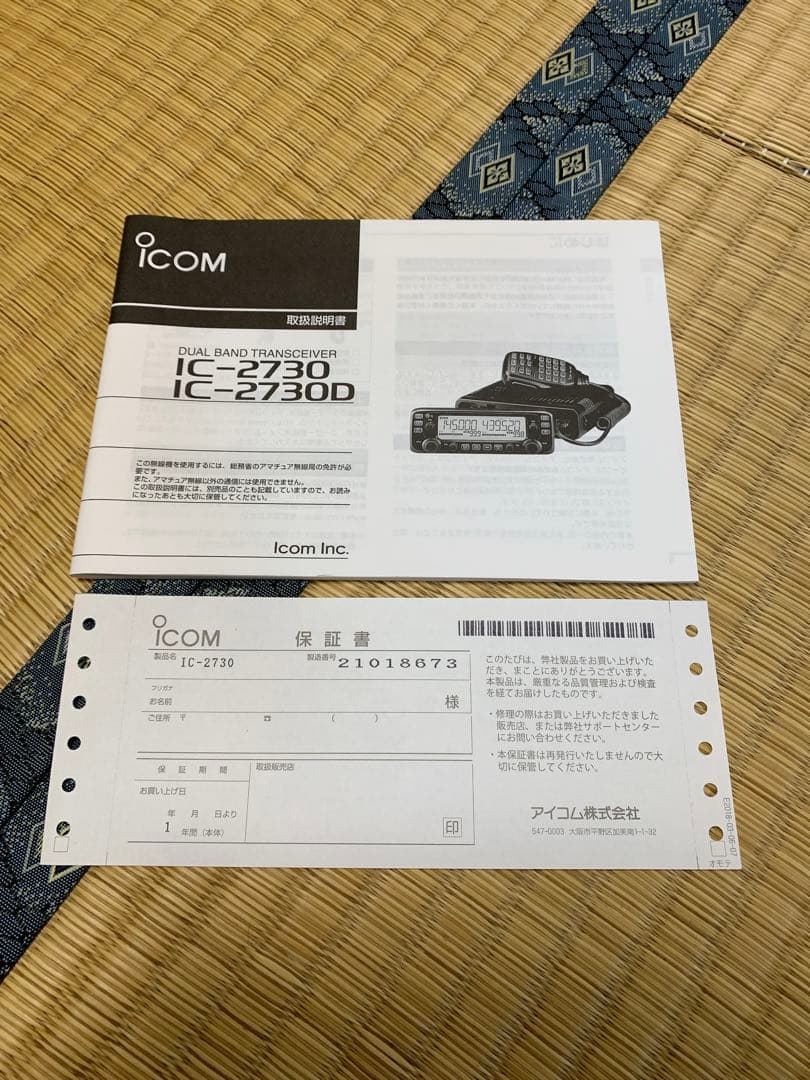 ICOM
取扱説明書
DUAL BAND TRANSCEIVER
IC-2730
IC-2730D
145.000 439.520
この無線機を使用するには、総務省のアマチュア無線局の免許が必
要です。
また、アマチュア無線以外の通信には使用できません。
この取扱説明書には、別売品のことも記載していますので、お読み
になったあとも大切に保管してください。
Icom Inc.
ICOM 保証書
製品名 IC-2730 製造番号 21018673
フリガナ
お名前 様
ご住所 〒 ☎ ( )
保証期間
お買い上げ日
年 月 日より
1 年間(本体)
取扱販売店
印
このたびは、弊社製品をお買い上げいた
だき、まことにありがとうございます。
本製品は、厳重なる品質管理および検査
を経てお届けしたものです。
・修理の際はお買い上げいただきました
販売店、または弊社サポートセンター
にお問い合わせください。
・本保証書は再発行いたしませんので大
切に保管してください。
アイコム株式会社
547-0003 大阪市平野区加美南1-1-32
E2018-03-06-07
オモテ